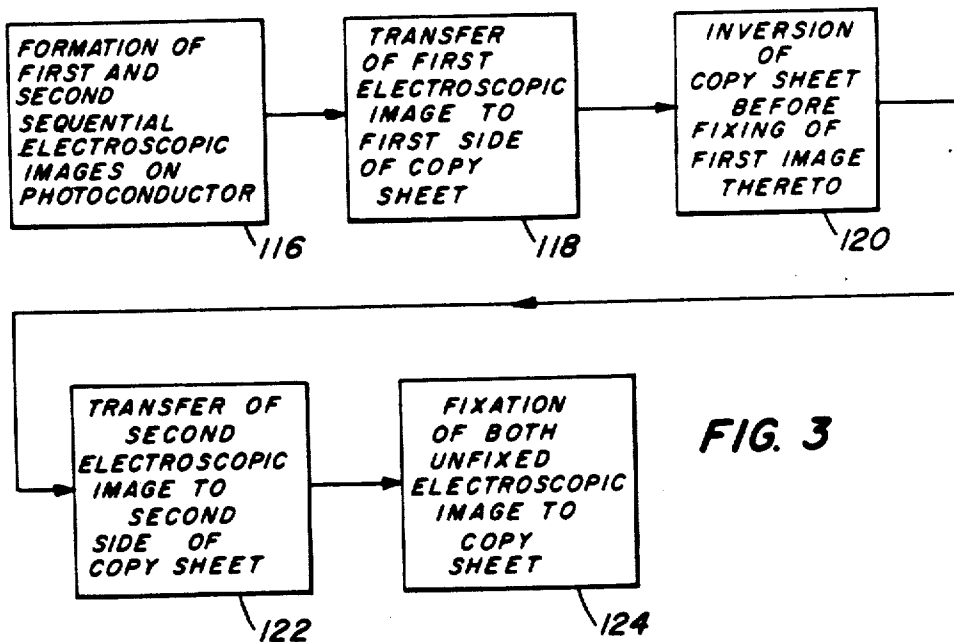 FORMATION OF
FIRST AND
SECOND
SEQUENTIAL
ELECTROSCOPIC
IMAGES ON
PHOTOCONDUCTOR
116
TRANSFER
OF FIRST
ELECTROSCOPIC
IMAGE TO
FIRST SIDE
OF COPY
SHEET
118
INVERSION
OF
COPY SHEET
BEFORE
FIXING OF
FIRST IMAGE
THERETO
120
TRANSFER OF
SECOND
ELECTROSCOPIC
IMAGE TO
SECOND
SIDE OF
COPY SHEET
122
FIXATION
OF BOTH
UNFIXED
ELECTROSCOPIC
IMAGE TO
COPY
SHEET
124
FIG. 3